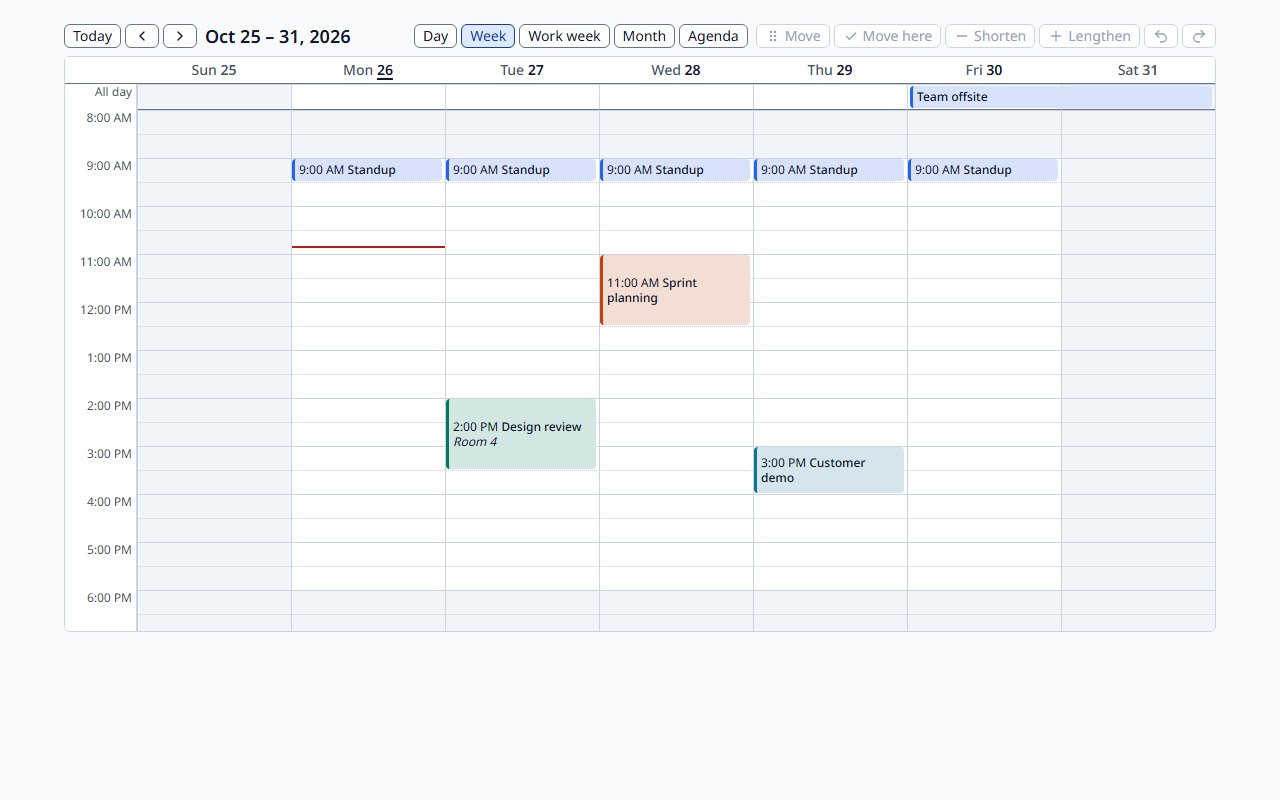 Today Oct 25 – 31, 2026 Day Week Work week Month Agenda Move Move here Shorten Lengthen
Sun 25 Mon 26 Tue 27 Wed 28 Thu 29 Fri 30 Sat 31
All day Team offsite
8:00 AM
9:00 AM 9:00 AM Standup 9:00 AM Standup 9:00 AM Standup 9:00 AM Standup 9:00 AM Standup
10:00 AM
11:00 AM
11:00 AM Sprint
planning
12:00 PM
1:00 PM
2:00 PM
2:00 PM Design review
Room 4
3:00 PM
3:00 PM Customer
demo
4:00 PM
5:00 PM
6:00 PM